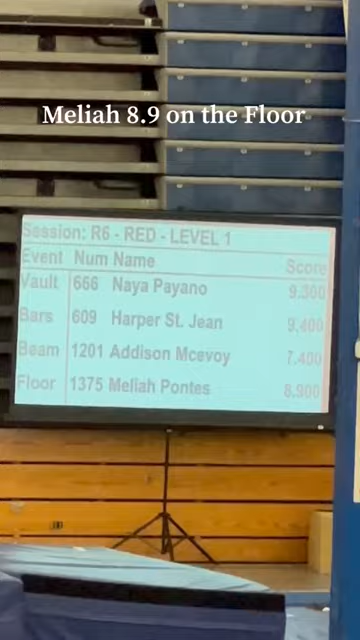 Meliah 8.9 on the Floor
Session: R6 - RED - LEVEL 1
Event Num Name Score
Vault 666 Naya Payano 9.300
Bars 609 Harper St. Jean 9.400
Beam 1201 Addison Mcevoy 7.400
Floor 1375 Meliah Pontes 8.900